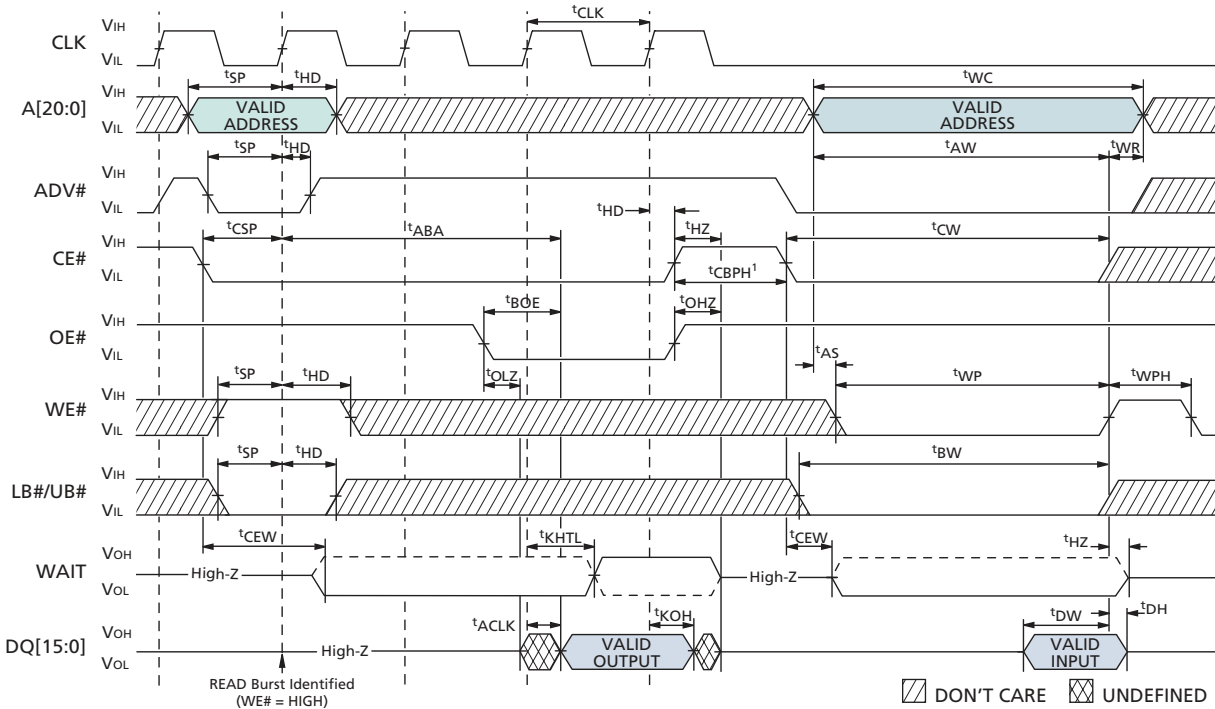 tCLK
VIH
CLK
VIL
tSP tHD tWC
VIH
A[20:0] VALID ADDRESS VALID ADDRESS
VIL
tSP tHD tAW tWR
VIH
ADV#
VIL
tHD
tCSP tABA tHZ tCW
VIH
CE#
VIL
tCBPH1
tBOE tOHZ
VIH
OE#
VIL
tAS
tOLZ
tSP tHD tWP tWPH
VIH
WE#
VIL
tSP tHD tBW
VIH
LB#/UB#
VIL
tCEW tKHTL tCEW tHZ
VOH
WAIT High-Z High-Z
VOL
tACLK tKOH tDW tDH
VOH
DQ[15:0] High-Z VALID OUTPUT VALID INPUT
VOL
READ Burst Identified
(WE# = HIGH)
DON'T CARE UNDEFINED